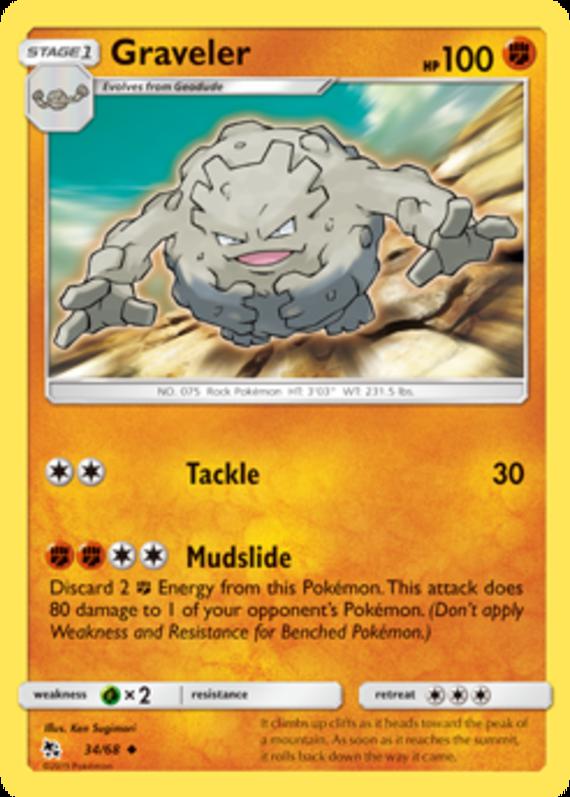 STAGE 1
Graveler
HP 100
Evolves from Geodude
NO. 075 Rock Pokémon HT: 3'03" WT: 231.5 lbs.
Tackle 30
Mudslide
Discard 2 Energy from this Pokémon. This attack does
80 damage to 1 of your opponent's Pokémon. (Don't apply
Weakness and Resistance for Benched Pokémon.)
weakness ×2 resistance retreat
Illus. Ken Sugimori
34/68
©2019 Pokémon
It climbs up cliffs as it heads toward the peak of
a mountain. As soon as it reaches the summit,
it rolls back down the way it came.